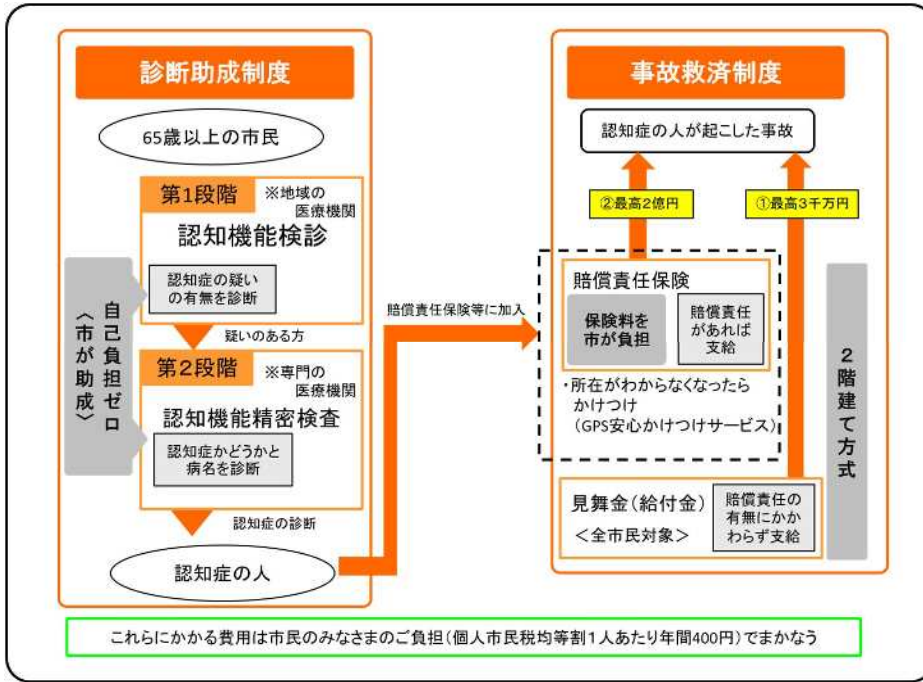 診断助成制度
65歳以上の市民
第1段階
※地域の
医療機関
認知機能検診
認知症の疑い
の有無を診断
疑いのある方
第2段階
※専門の
医療機関
認知機能精密検査
認知症かどうかと
病名を診断
認知症の診断
認知症の人
自己負担ゼロ
〈市が助成〉
賠償責任保険等に加入
事故救済制度
認知症の人が起こした事故
②最高2億円
①最高3千万円
賠償責任保険
保険料を
市が負担
賠償責任
があれば
支給
・所在がわからなくなったら
かけつけ
(GPS安心かけつけサービス)
見舞金(給付金)
＜全市民対象＞
賠償責任の
有無にかか
わらず支給
2階建て方式
これらにかかる費用は市民のみなさまのご負担(個人市民税均等割1人あたり年間400円)でまかなう